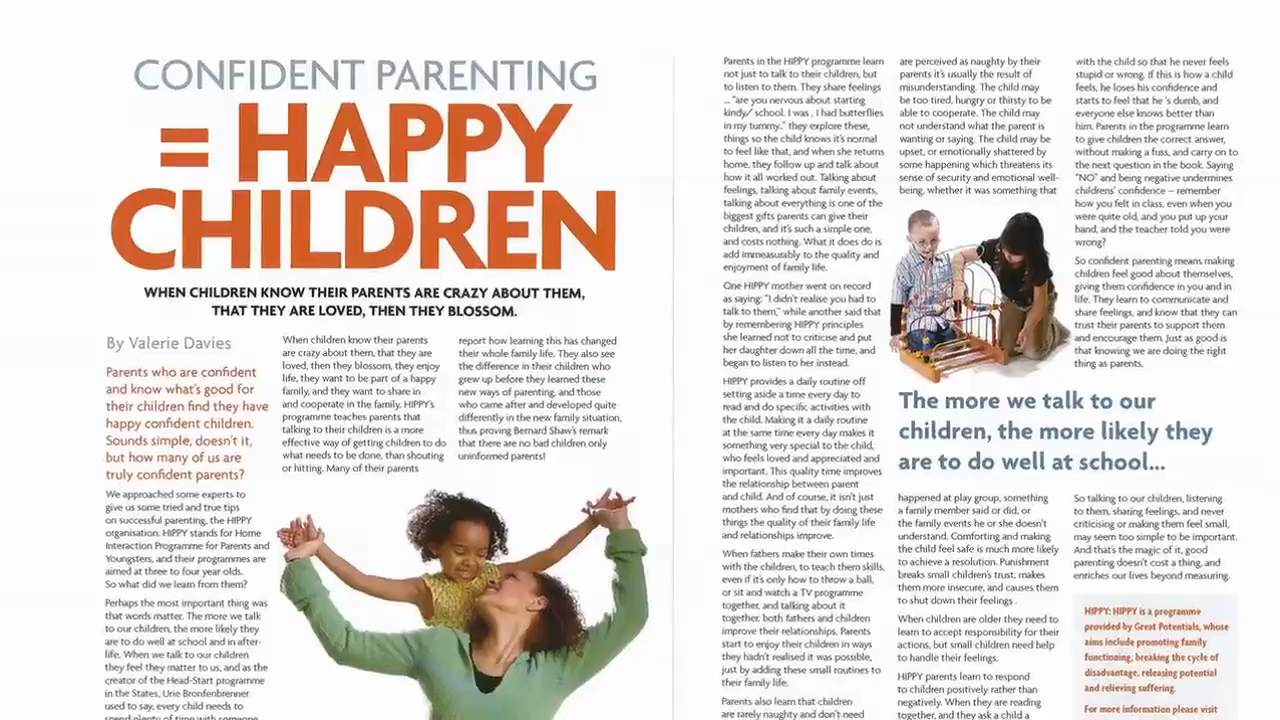 CONFIDENT PARENTING
= HAPPY
CHILDREN
WHEN CHILDREN KNOW THEIR PARENTS ARE CRAZY ABOUT THEM,
THAT THEY ARE LOVED, THEN THEY BLOSSOM.
By Valerie Davies
Parents who are confident
and know what's good for
their children find they have
happy confident children.
Sounds simple, doesn't it,
but how many of us are
truly confident parents?
We approached some experts to
give us some tried and true tips
on successful parenting, the HIPPY
organisation. HIPPY stands for Home
Interaction Programme for Parents and
Youngsters, and their programmes are
aimed at three to four year olds.
So what did we learn from them?
Perhaps the most important thing was
that words matter. The more we talk
to our children, the more likely they
are to do well at school and in after-
life. When we talk to our children
they feel they matter to us, and as the
creator of the Head-Start programme
in the States, Urie Bronfenbrenner
used to say, every child needs to
spend plenty of time with someone
When children know their parents
are crazy about them, that they are
loved, then they blossom, they enjoy
life, they want to be part of a happy
family, and they want to share in
and cooperate in the family. HIPPY's
programme teaches parents that
talking to their children is a more
effective way of getting children to do
what needs to be done, than shouting
or hitting. Many of their parents
report how learning this has changed
their whole family life. They also see
the difference in their children who
grew up before they learned these
new ways of parenting, and those
who came after and developed quite
differently in the new family situation,
thus proving Bernard Shaw's remark
that there are no bad children only
uninformed parents!
Parents in the HIPPY programme learn
not just to talk to their children, but
to listen to them. They share feelings
... "are you nervous about starting
kindy/ school. I was , I had butterflies
in my tummy." they explore these,
things so the child knows it's normal
to feel like that, and when she returns
home, they follow up and talk about
how it all worked out. Talking about
feelings, talking about family events,
talking about everything is one of the
biggest gifts parents can give their
children, and it's such a simple one,
and costs nothing. What it does do is
add immeasurably to the quality and
enjoyment of family life.
One HIPPY mother went on record
as saying: "I didn't realise you had to
talk to them," while another said that
by remembering HIPPY principles
she learned not to criticise and put
her daughter down all the time, and
began to listen to her instead.
HIPPY provides a daily routine off
setting aside a time every day to
read and do specific activities with
the child. Making it a daily routine
at the same time every day makes it
something very special to the child,
who feels loved and appreciated and
important. This quality time improves
the relationship between parent
and child. And of course, it isn't just
mothers who find that by doing these
things the quality of their family life
and relationships improve.
When fathers make their own times
with the children, to teach them skills,
even if it's only how to throw a ball,
or sit and watch a TV programme
together, and talking about it
together, both fathers and children
improve their relationships. Parents
start to enjoy their children in ways
they hadn't realised it was possible,
just by adding these small routines to
their family life.
Parents also learn that children
are rarely naughty and don't need
are perceived as naughty by their
parents it's usually the result of
misunderstanding. The child may
be too tired, hungry or thirsty to be
able to cooperate. The child may
not understand what the parent is
wanting or saying. The child may be
upset, or emotionally shattered by
some happening which threatens its
sense of security and emotional well-
being, whether it was something that
with the child so that he never feels
stupid or wrong. If this is how a child
feels, he loses his confidence and
starts to feel that he 's dumb, and
everyone else knows better than
him. Parents in the programme learn
to give children the correct answer,
without making a fuss, and carry on to
the next question in the book. Saying
"NO" and being negative undermines
childrens' confidence – remember
how you felt in class, even when you
were quite old, and you put up your
hand, and the teacher told you were
wrong?
So confident parenting means making
children feel good about themselves,
giving them confidence in you and in
life. They learn to communicate and
share feelings, and know that they can
trust their parents to support them
and encourage them. Just as good is
that knowing we are doing the right
thing as parents.
The more we talk to our
children, the more likely they
are to do well at school...
happened at play group, something
a family member said or did, or
the family events he or she doesn't
understand. Comforting and making
the child feel safe is much more likely
to achieve a resolution. Punishment
breaks small children's trust, makes
them more insecure, and causes them
to shut down their feelings .
When children are older they need to
learn to accept responsibility for their
actions, but small children need help
to handle their feelings.
HIPPY parents learn to respond
to children positively rather than
negatively. When they are reading
together, and they ask a child a
So talking to our children, listening
to them, sharing feelings, and never
criticising or making them feel small,
may seem too simple to be important.
And that's the magic of it, good
parenting doesn't cost a thing, and
enriches our lives beyond measuring.
HIPPY: HIPPY is a programme
provided by Great Potentials, whose
aims include promoting family
functioning, breaking the cycle of
disadvantage, releasing potential
and relieving suffering.
For more information please visit